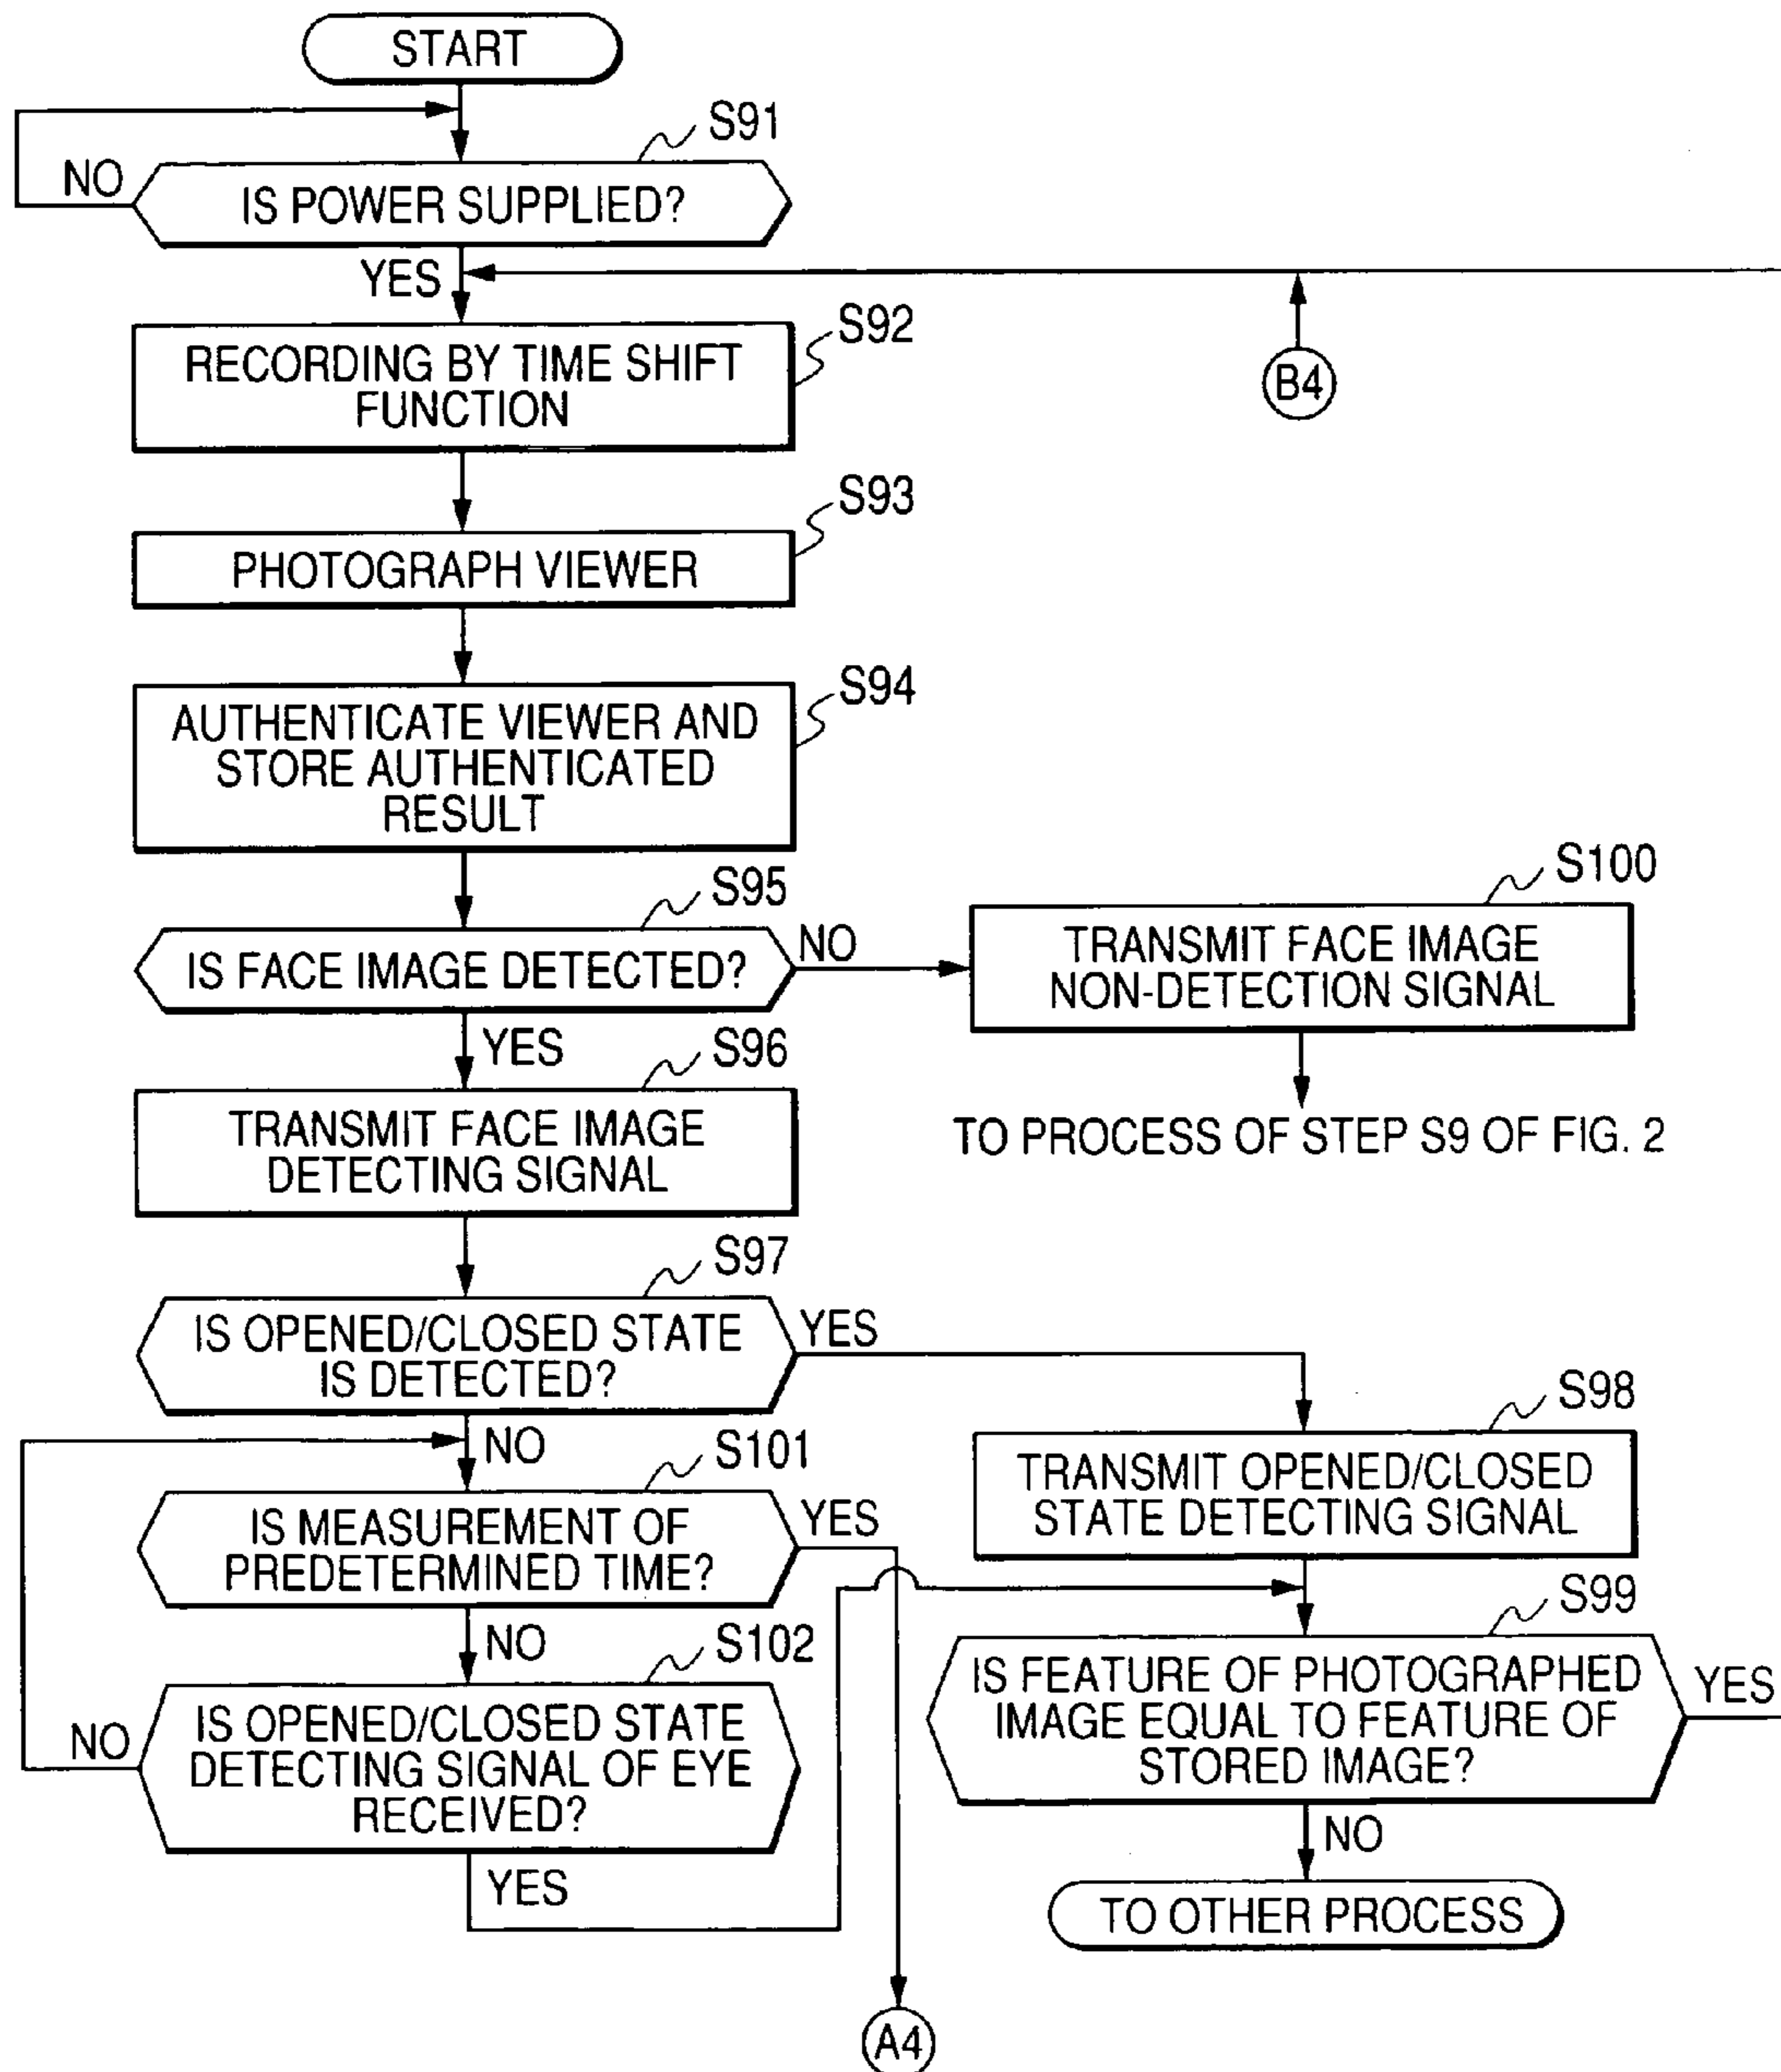 START
S91
NO
IS POWER SUPPLIED?
YES
S92
RECORDING BY TIME SHIFT
FUNCTION
B4
S93
PHOTOGRAPH VIEWER
S94
AUTHENTICATE VIEWER AND
STORE AUTHENTICATED
RESULT
S95
IS FACE IMAGE DETECTED?
NO
S100
TRANSMIT FACE IMAGE
NON-DETECTION SIGNAL
YES
S96
TRANSMIT FACE IMAGE
DETECTING SIGNAL
TO PROCESS OF STEP S9 OF FIG. 2
S97
IS OPENED/CLOSED STATE
IS DETECTED?
YES
S98
TRANSMIT OPENED/CLOSED
STATE DETECTING SIGNAL
NO
S101
IS MEASUREMENT OF
PREDETERMINED TIME?
YES
S99
IS FEATURE OF PHOTOGRAPHED
IMAGE EQUAL TO FEATURE OF
STORED IMAGE?
YES
NO
S102
IS OPENED/CLOSED STATE
DETECTING SIGNAL OF EYE
RECEIVED?
NO
YES
NO
TO OTHER PROCESS
A4